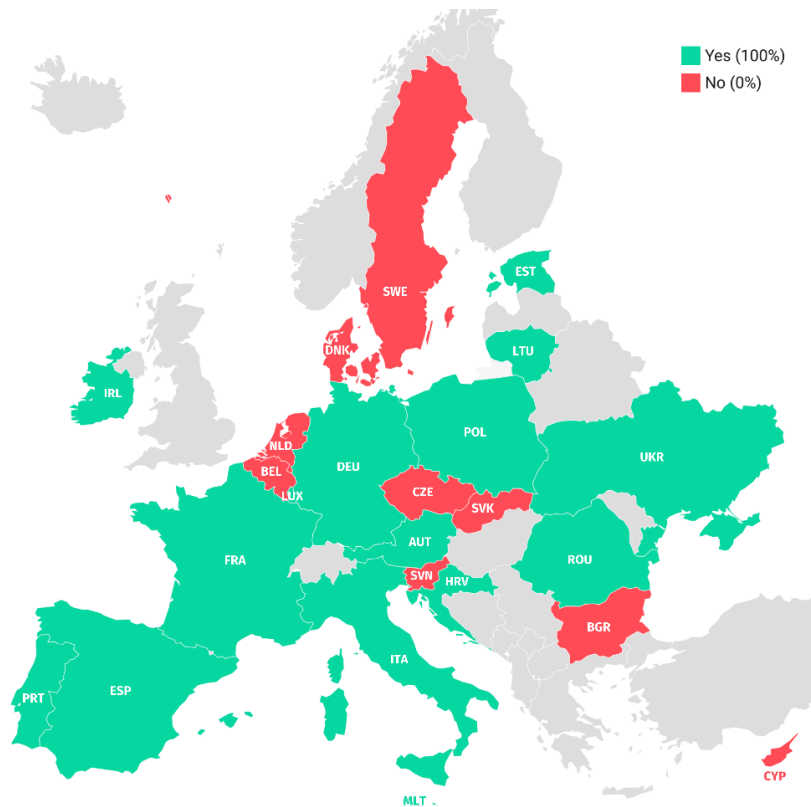 Yes (100%)
No (0%)
EST
SWE
DNK
LTU
IRL
POL
NLD
UKR
DEU
BEL
CZE
LUX
SVK
AUT
FRA
ROU
SVN
HRV
BGR
ITA
ESP
PRT
CYP
MLT